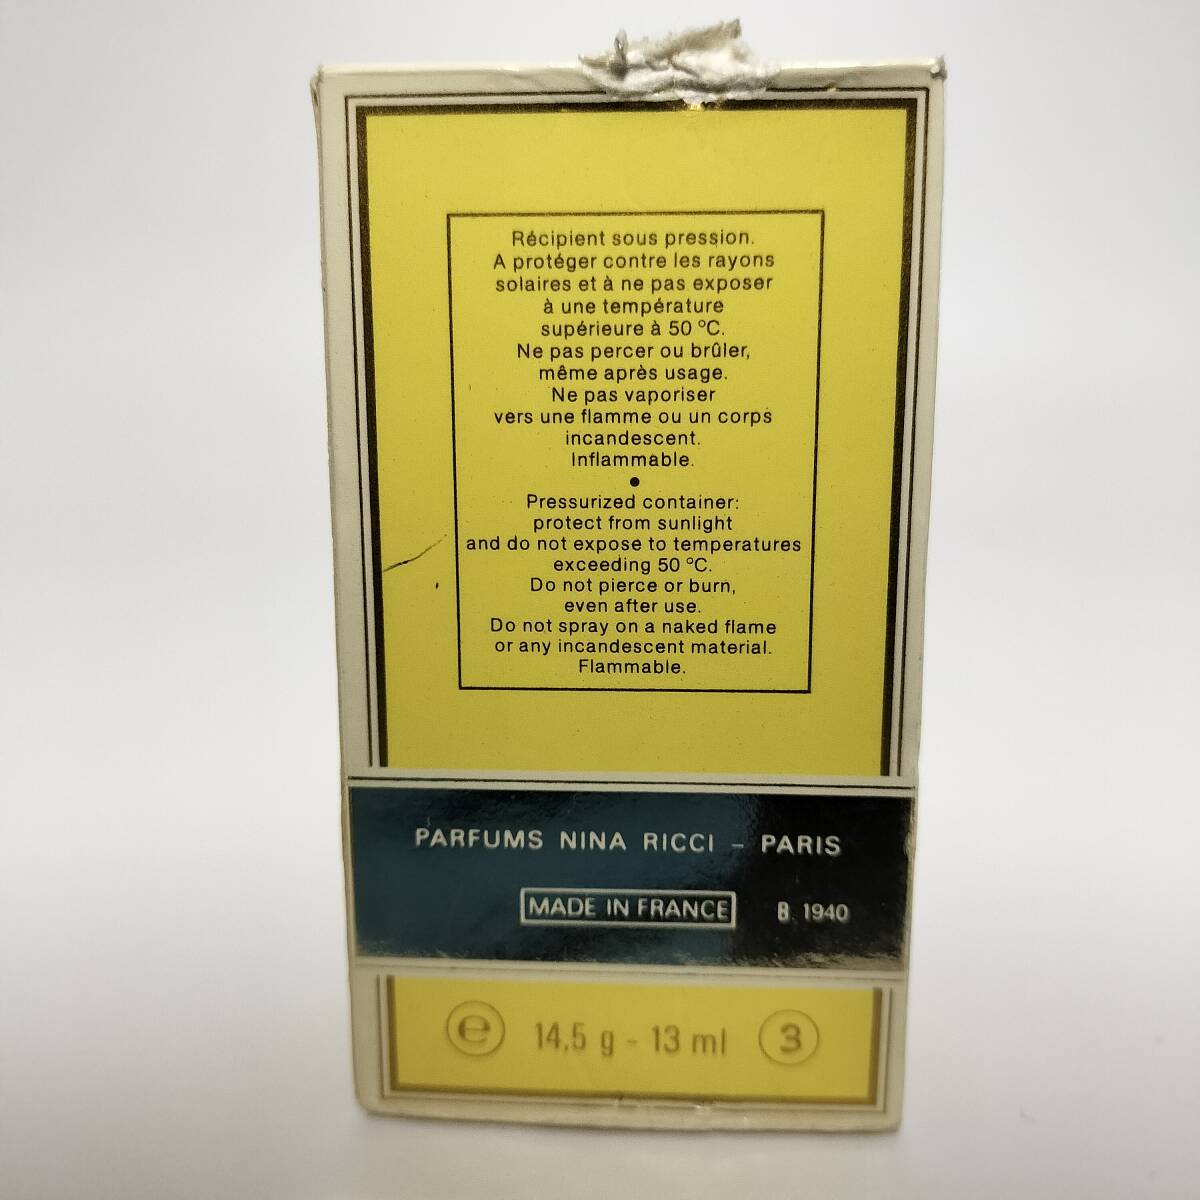 Récipient sous pression.
A protéger contre les rayons
solaires et à ne pas exposer
à une température
supérieure à 50 °C.
Ne pas percer ou brûler,
même après usage.
Ne pas vaporiser
vers une flamme ou un corps
incandescent.
Inflammable.
•
Pressurized container:
protect from sunlight
and do not expose to temperatures
exceeding 50 °C.
Do not pierce or burn,
even after use.
Do not spray on a naked flame
or any incandescent material.
Flammable.
PARFUMS NINA RICCI - PARIS
MADE IN FRANCE B. 1940
e 14,5 g - 13 ml 3